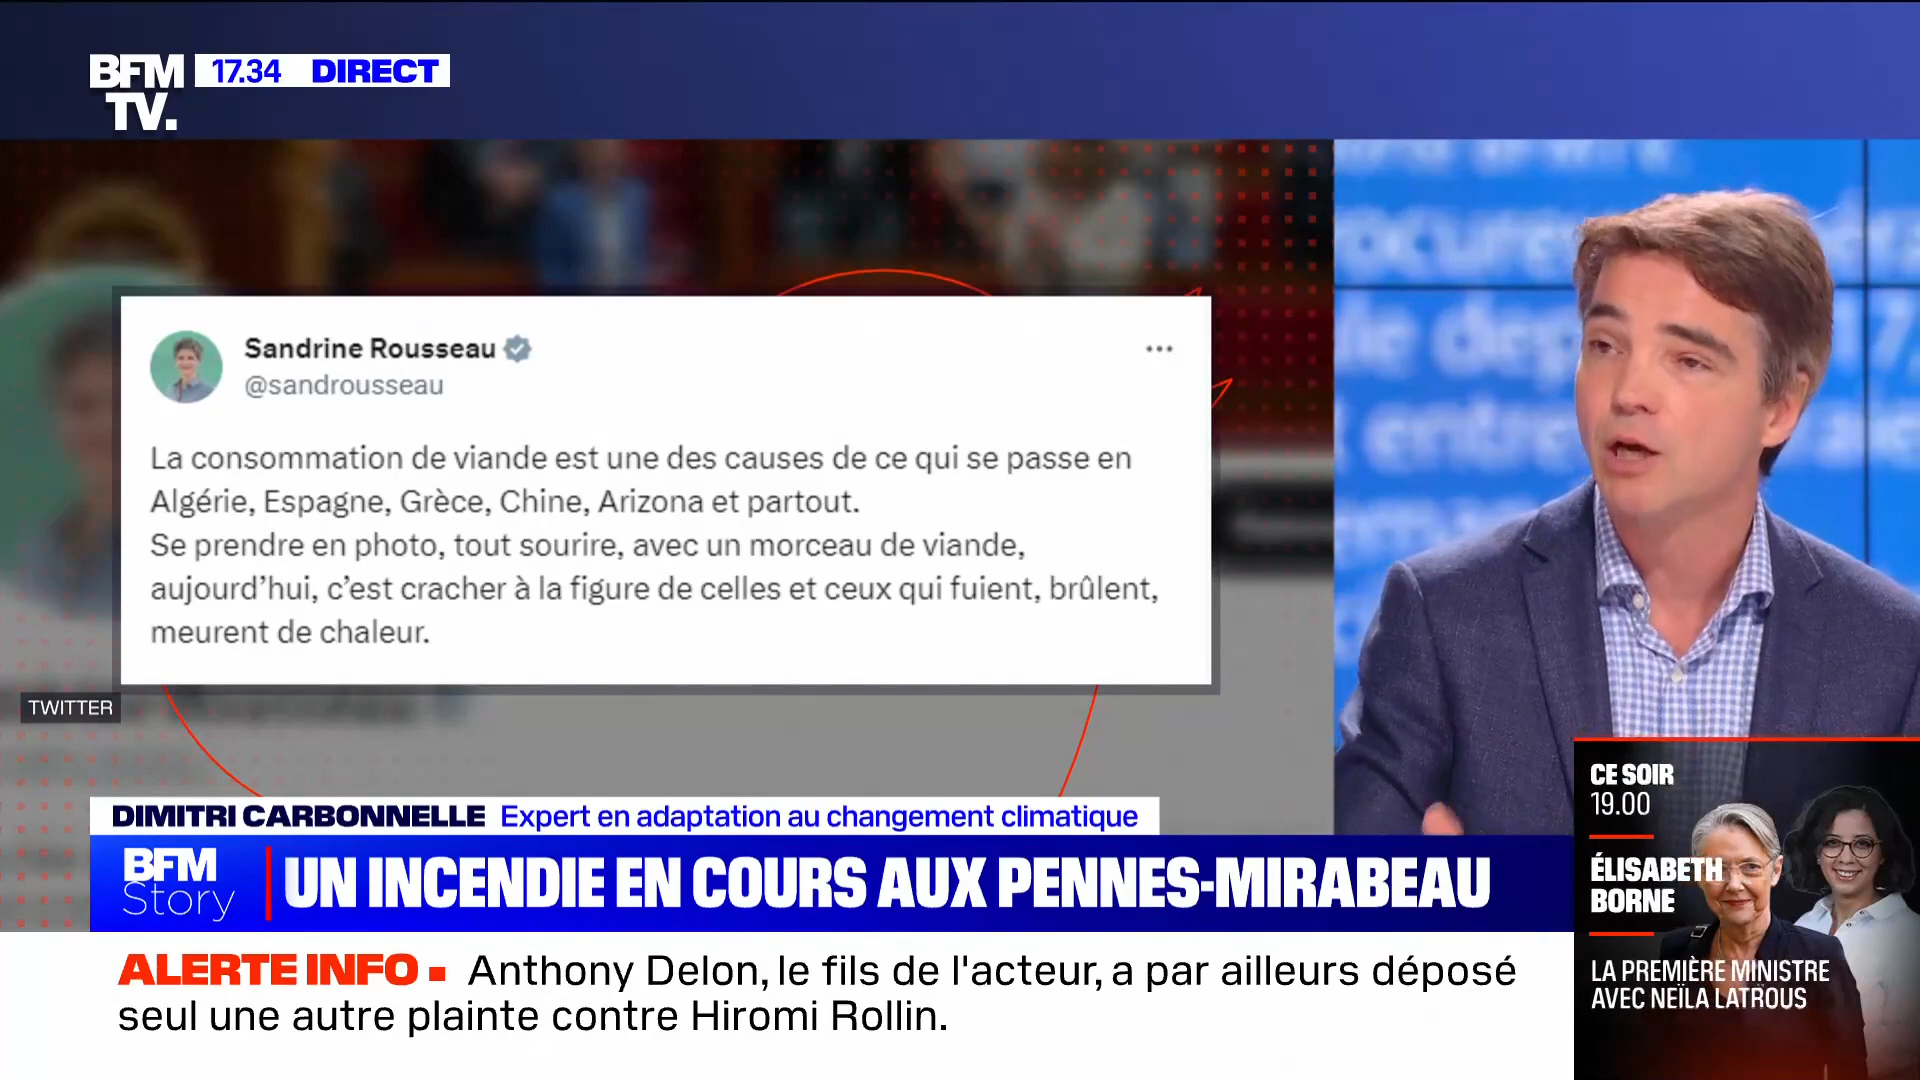 BFM
TV.
17.34 DIRECT
Sandrine Rousseau
@sandrousseau
La consommation de viande est une des causes de ce qui se passe en
Algérie, Espagne, Grèce, Chine, Arizona et partout.
Se prendre en photo, tout sourire, avec un morceau de viande,
aujourd’hui, c’est cracher à la figure de celles et ceux qui fuient, brûlent,
meurent de chaleur.
TWITTER
DIMITRI CARBONNELLE Expert en adaptation au changement climatique
BFM
Story
UN INCENDIE EN COURS AUX PENNES-MIRABEAU
ALERTE INFO ▪ Anthony Delon, le fils de l'acteur, a par ailleurs déposé
seul une autre plainte contre Hiromi Rollin.
CE SOIR
19.00
ÉLISABETH
BORNE
LA PREMIÈRE MINISTRE
AVEC NEÏLA LATROUS